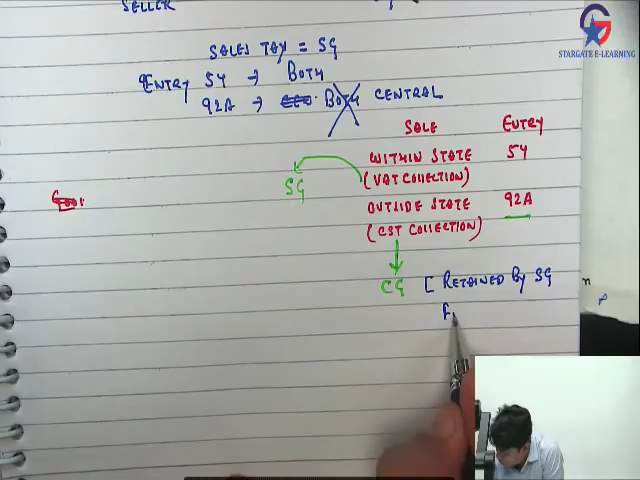 SELLER
STARGATE E-LEARNING
SALES TAX = SG
ENTRY 54 → BOTH
92A → BOTH CENTRAL
SALE ENTRY
WITHIN STATE 54
(VAT COLLECTION)
SG
OUTSIDE STATE 92A
(CST COLLECTION)
CG [ RETAINED By SG